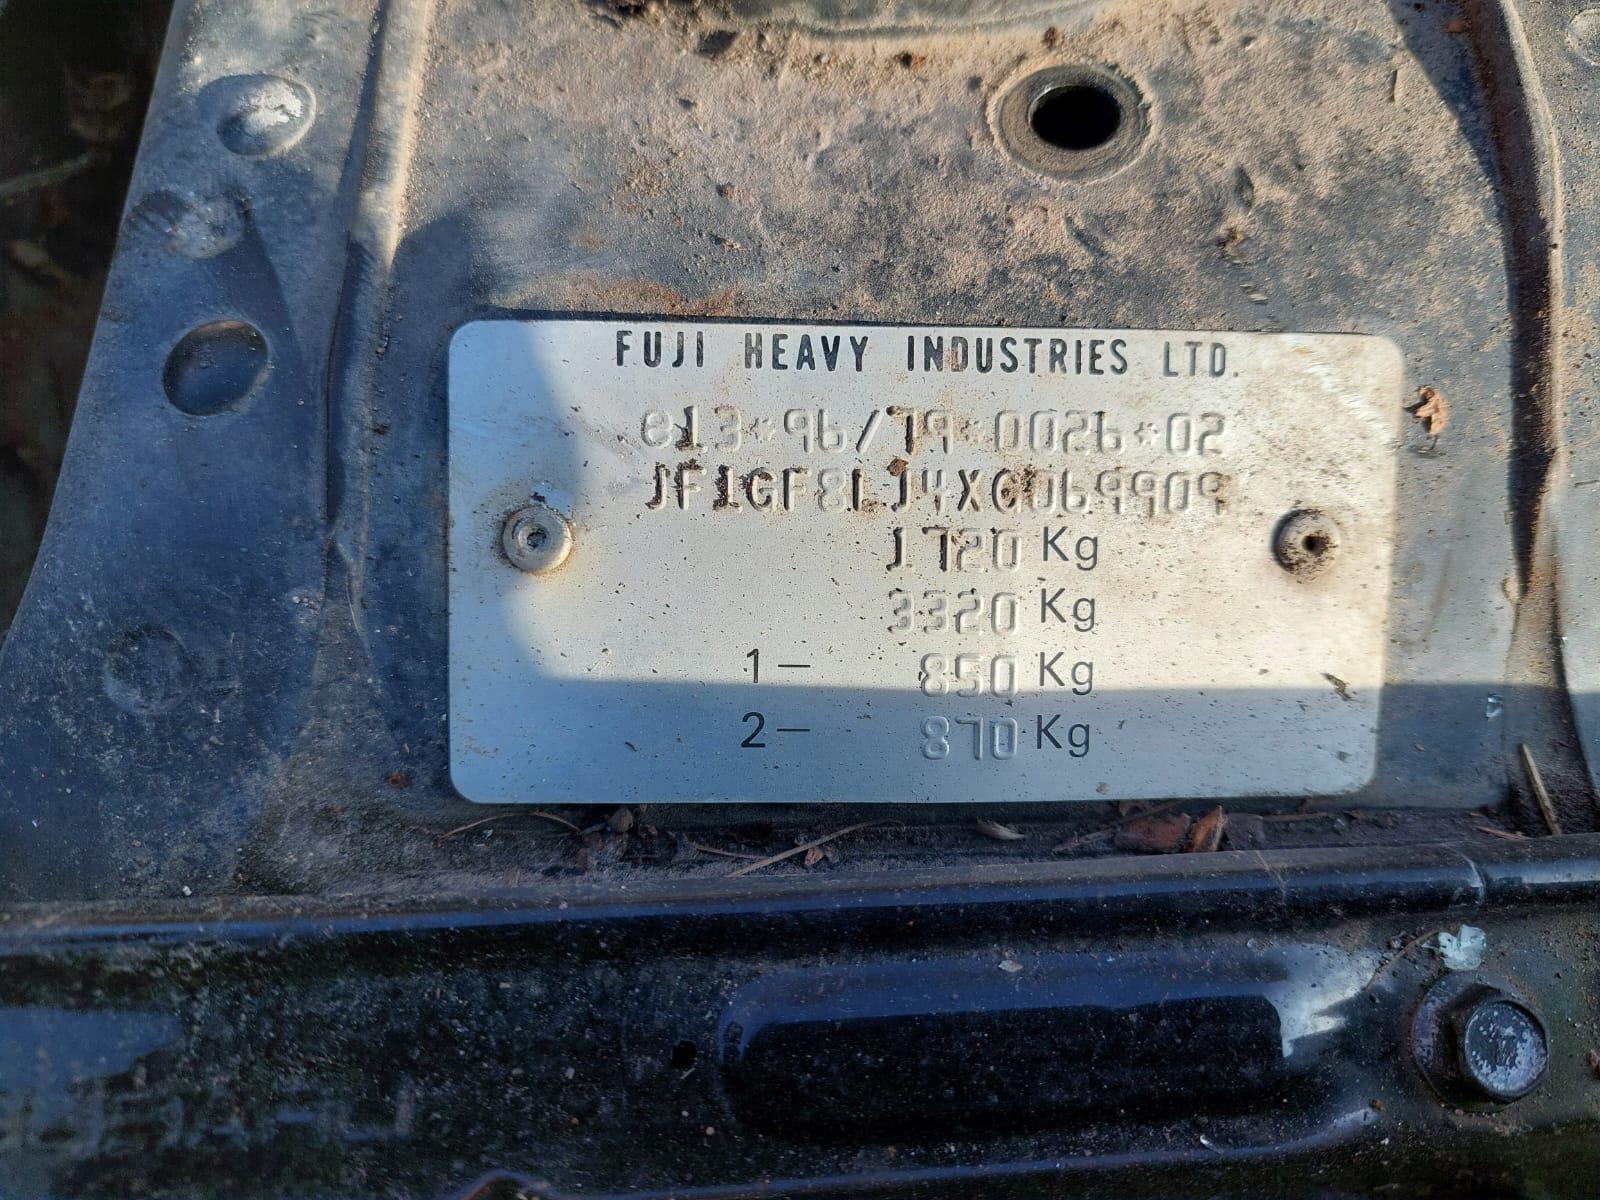 FUJI HEAVY INDUSTRIES LTD.
e13*96/79*0026*02
JF1GF8LJ4XG069909
1720 Kg
3320 Kg
1– 850 Kg
2– 870 Kg